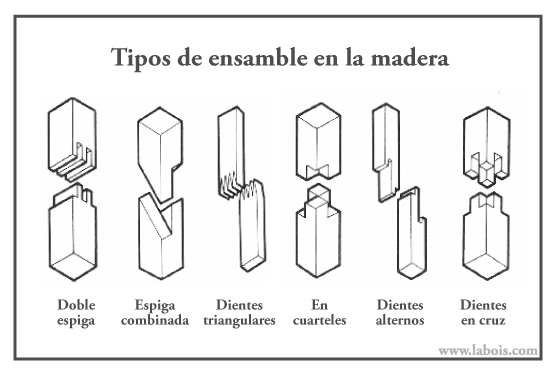 Tipos de ensamble en la madera
Doble
espiga
Espiga
combinada
Dientes
triangulares
En
cuarteles
Dientes
alternos
Dientes
en cruz
www.labois.com